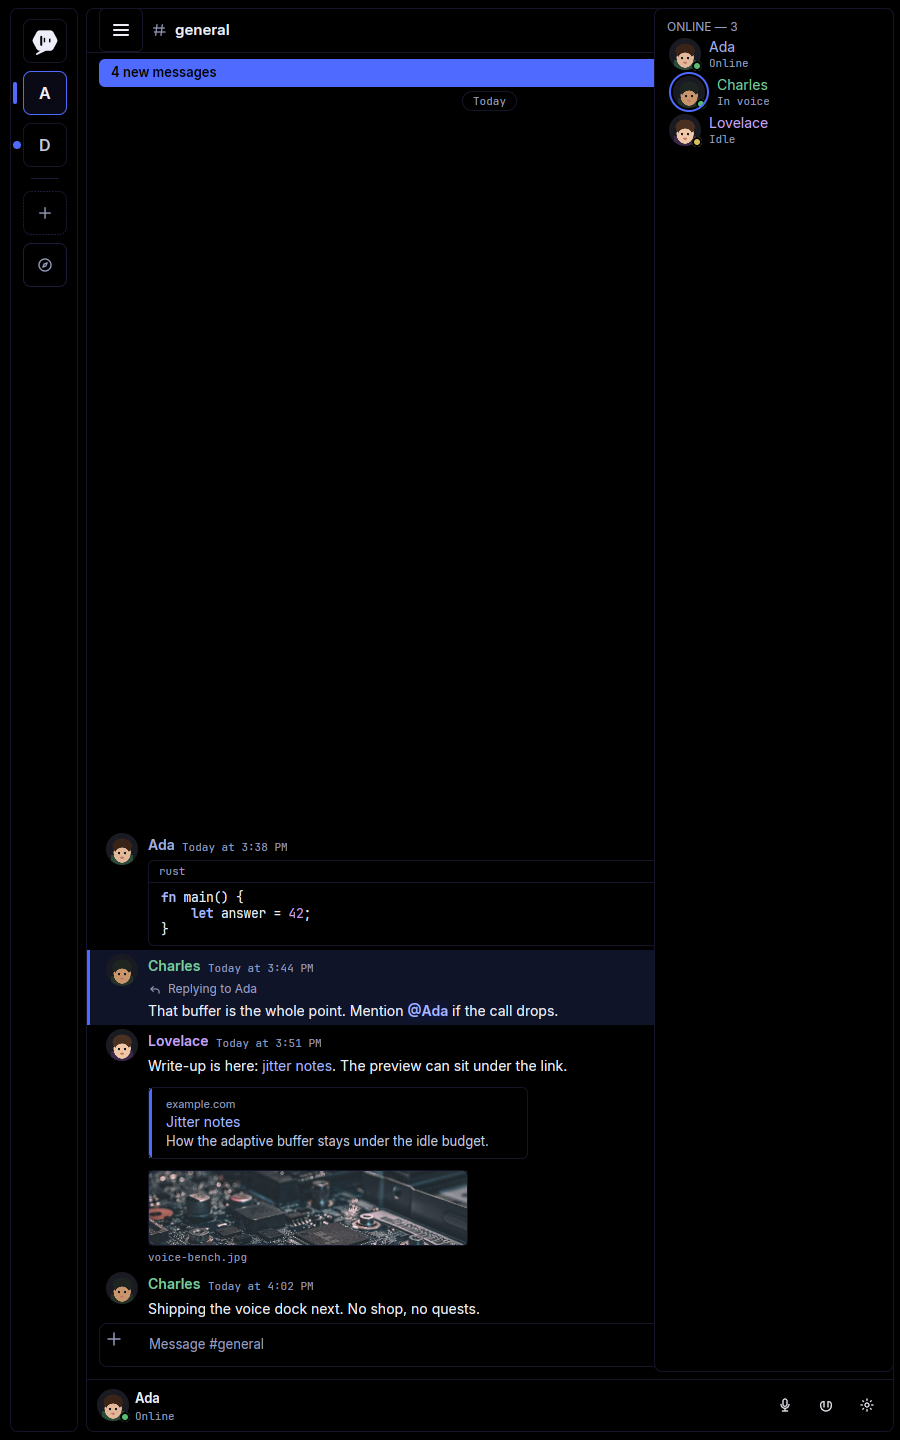 general
4 new messages
Today
ONLINE — 3
Ada
Online
Charles
In voice
Lovelace
Idle
A
D
Ada Today at 3:38 PM
rust
fn main() {
    let answer = 42;
}
Charles Today at 3:44 PM
Replying to Ada
That buffer is the whole point. Mention @Ada if the call drops.
Lovelace Today at 3:51 PM
Write-up is here: jitter notes. The preview can sit under the link.
example.com
Jitter notes
How the adaptive buffer stays under the idle budget.
voice-bench.jpg
Charles Today at 4:02 PM
Shipping the voice dock next. No shop, no quests.
Message #general
Ada
Online